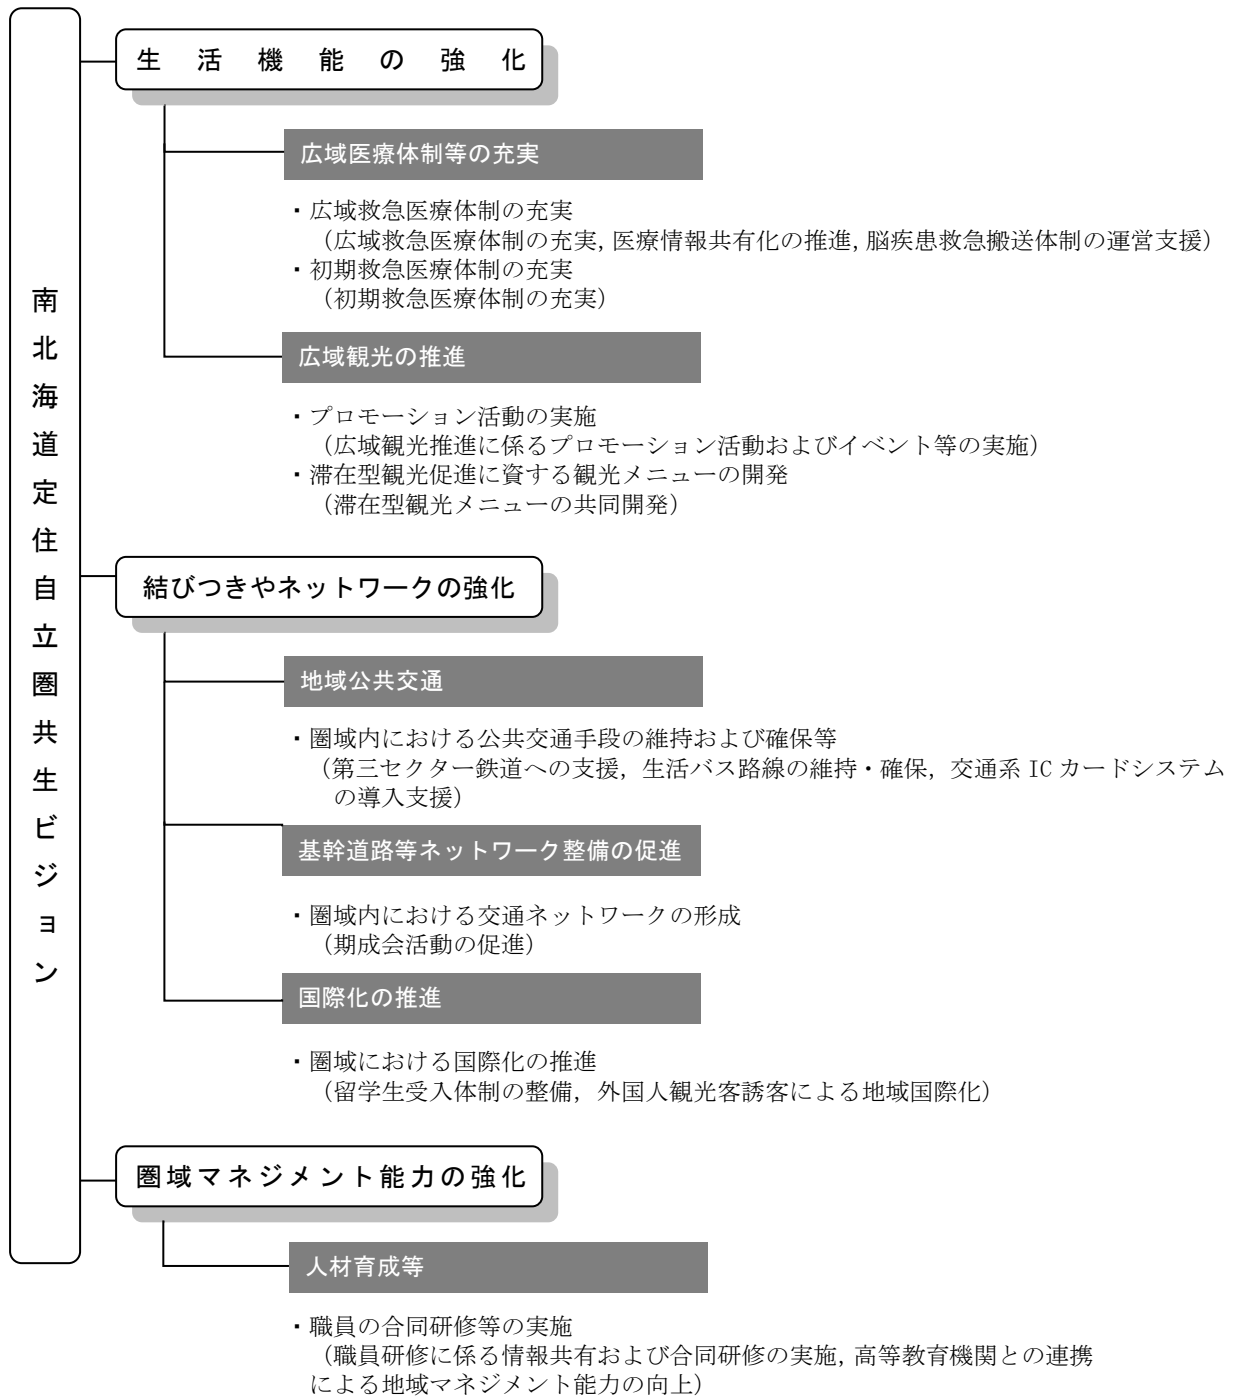 南北海道定住自立圏共生ビジョン
生活機能の強化
広域医療体制等の充実
・広域救急医療体制の充実
（広域救急医療体制の充実，医療情報共有化の推進，脳疾患救急搬送体制の運営支援）
・初期救急医療体制の充実
（初期救急医療体制の充実）
広域観光の推進
・プロモーション活動の実施
（広域観光推進に係るプロモーション活動およびイベント等の実施）
・滞在型観光促進に資する観光メニューの開発
（滞在型観光メニューの共同開発）
結びつきやネットワークの強化
地域公共交通
・圏域内における公共交通手段の維持および確保等
（第三セクター鉄道への支援，生活バス路線の維持・確保，交通系 IC カードシステム
の導入支援）
基幹道路等ネットワーク整備の促進
・圏域内における交通ネットワークの形成
（期成会活動の促進）
国際化の推進
・圏域における国際化の推進
（留学生受入体制の整備，外国人観光客誘客による地域国際化）
圏域マネジメント能力の強化
人材育成等
・職員の合同研修等の実施
（職員研修に係る情報共有および合同研修の実施，高等教育機関との連携
による地域マネジメント能力の向上）